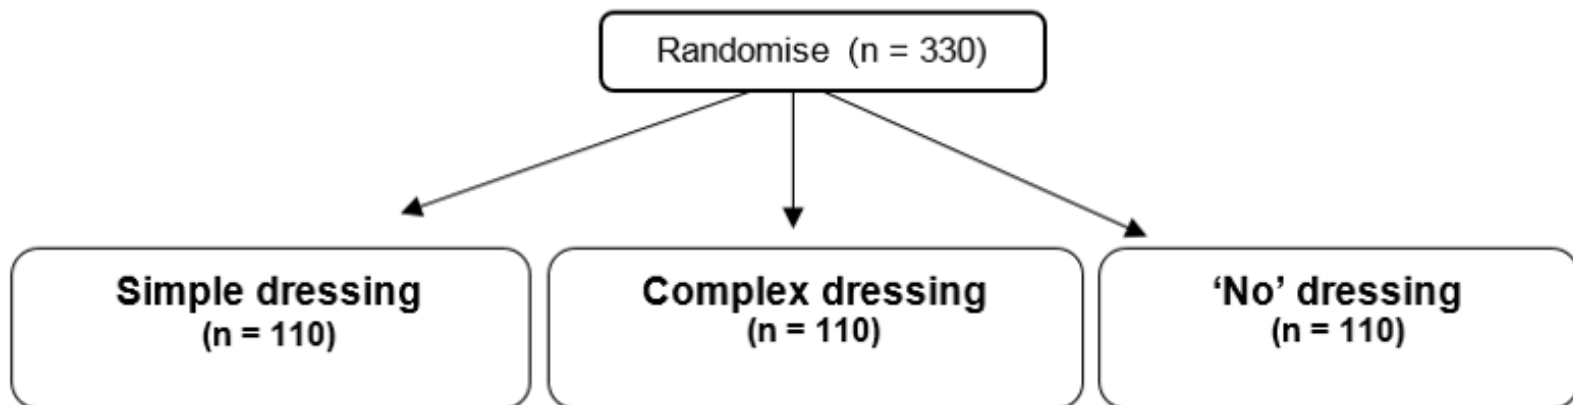 Randomise (n = 330)
Simple dressing
(n = 110)
Complex dressing
(n = 110)
‘No’ dressing
(n = 110)